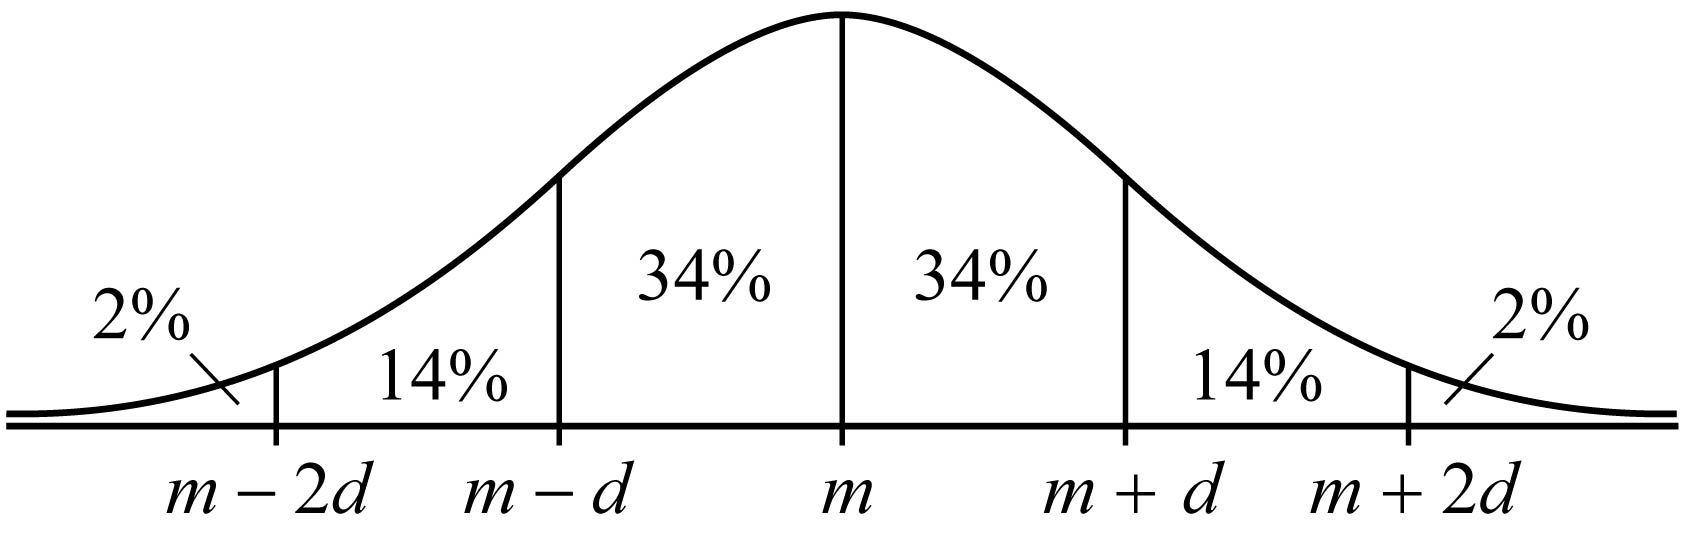 34% 34%
2% 2%
14% 14%
m − 2d m − d m m + d m + 2d